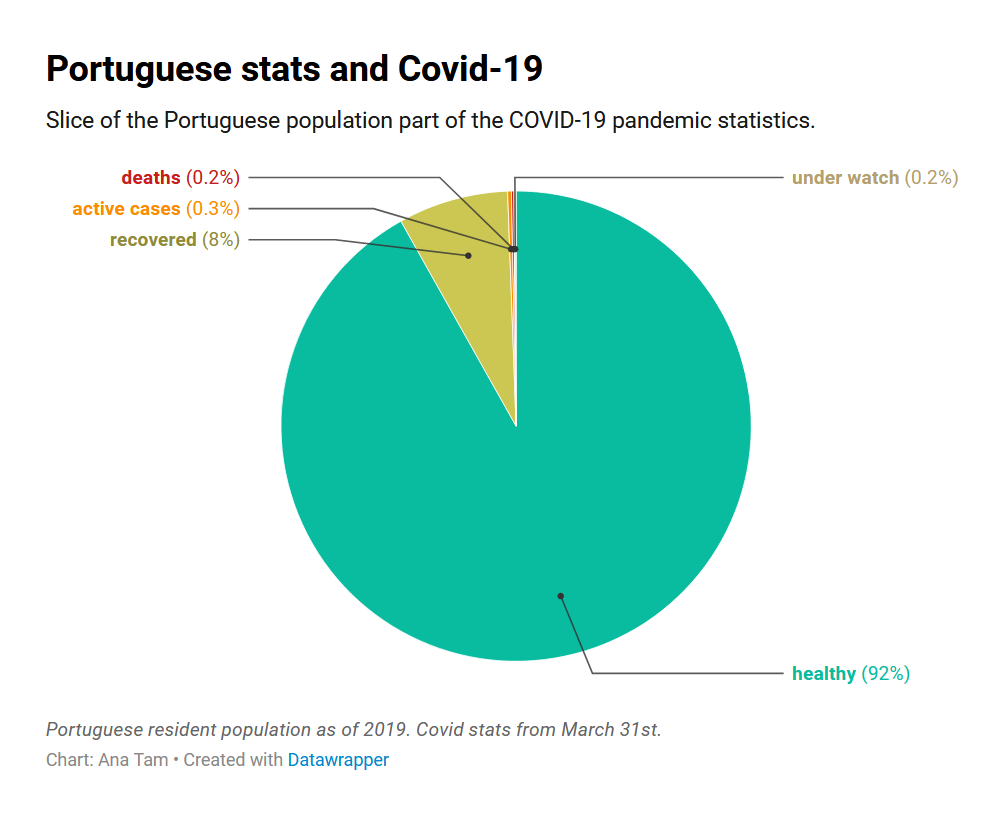 Portuguese stats and Covid-19
Slice of the Portuguese population part of the COVID-19 pandemic statistics.
deaths (0.2%)
under watch (0.2%)
active cases (0.3%)
recovered (8%)
healthy (92%)
Portuguese resident population as of 2019. Covid stats from March 31st.
Chart: Ana Tam • Created with Datawrapper